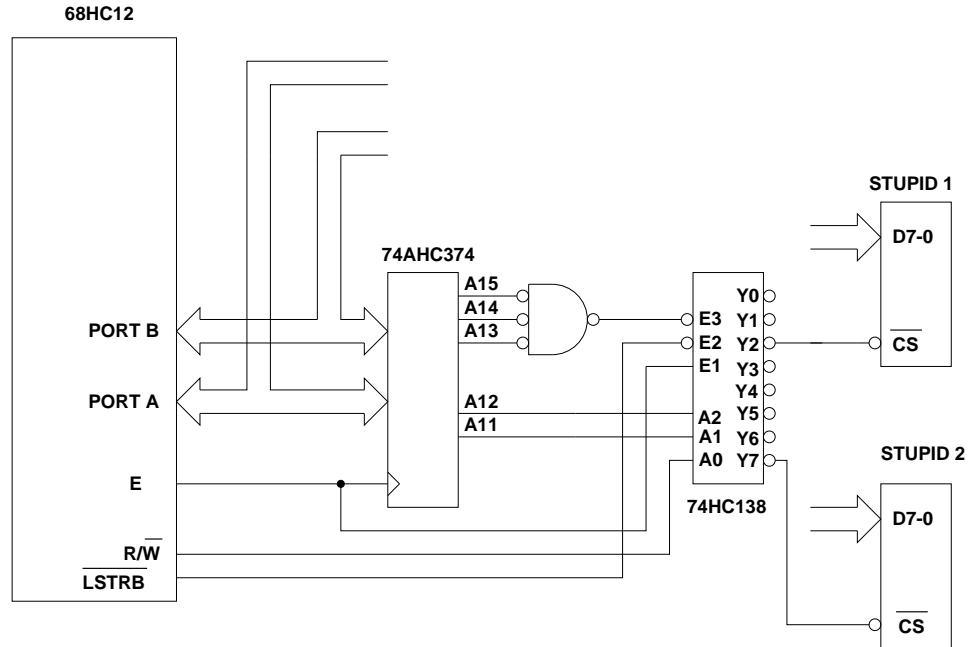 68HC12
STUPID 1
D7-0
74AHC374
A15
A14
A13
Y0
Y1
E3
E2
Y2
CS
E1
Y3
Y4
PORT B
PORT A
A12
A11
A2
Y5
A1
Y6
A0
Y7
STUPID 2
E
74HC138
D7-0
R/W
LSTRB
CS